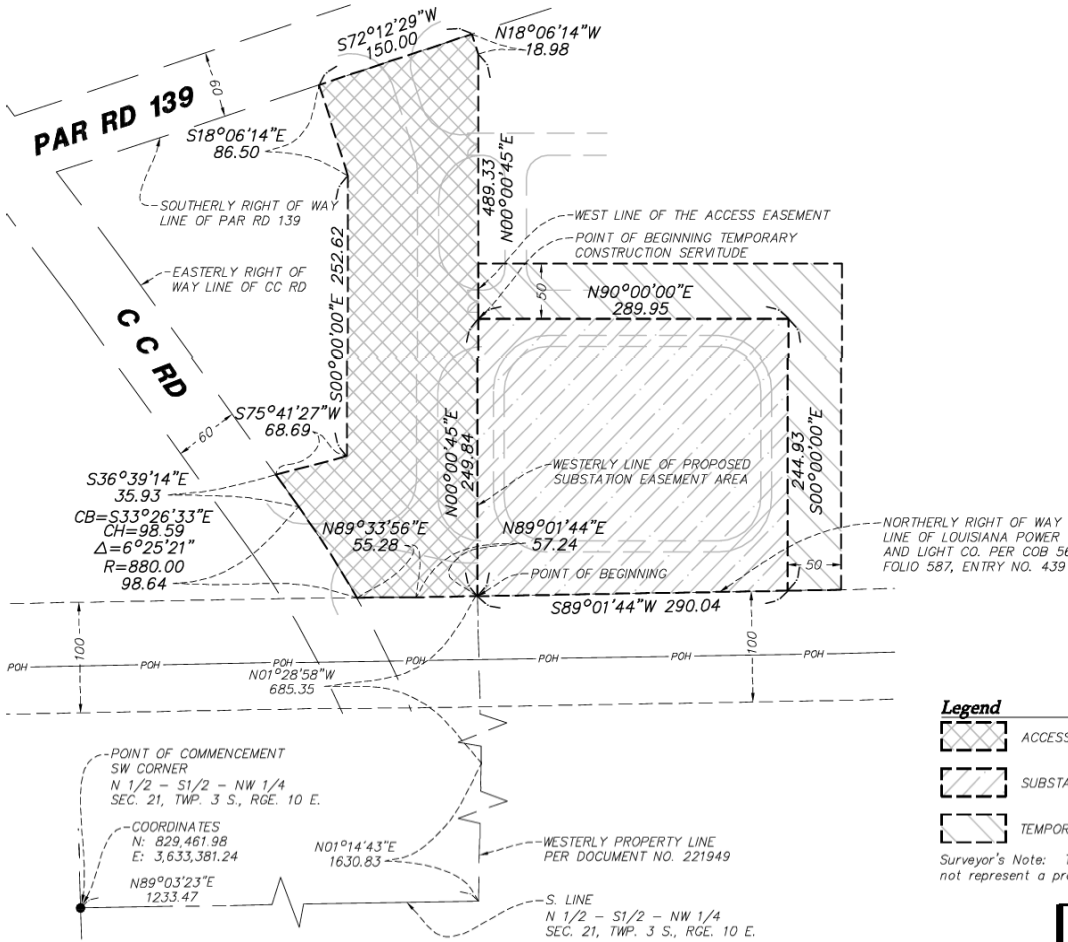 S72°12'29"W
150.00
N18°06'14"W
18.98
60
PAR RD 139
S18°06'14"E
86.50
489.33
N00°00'45"E
SOUTHERLY RIGHT OF WAY
LINE OF PAR RD 139
WEST LINE OF THE ACCESS EASEMENT
POINT OF BEGINNING TEMPORARY
CONSTRUCTION SERVITUDE
EASTERLY RIGHT OF
WAY LINE OF CC RD
S00°00'00"E 252.62
50
N90°00'00"E
289.95
C C RD
S75°41'27"W
68.69
60
N00°00'45"E
249.84
244.93
S00°00'00"E
WESTERLY LINE OF PROPOSED
SUBSTATION EASEMENT AREA
S36°39'14"E
35.93
CB=S33°26'33"E
CH=98.59
Δ=6°25'21"
R=880.00
98.64
N89°33'56"E
55.28
N89°01'44"E
57.24
NORTHERLY RIGHT OF WAY
LINE OF LOUISIANA POWER
AND LIGHT CO. PER COB 56
FOLIO 587, ENTRY NO. 439
50
POINT OF BEGINNING
S89°01'44"W 290.04
100
100
POH POH POH POH POH POH POH
N01°28'58"W
685.35
POINT OF COMMENCEMENT
SW CORNER
N 1/2 - S1/2 - NW 1/4
SEC. 21, TWP. 3 S., RGE. 10 E.
COORDINATES
N: 829,461.98
E: 3,633,381.24
N01°14'43"E
1630.83
WESTERLY PROPERTY LINE
PER DOCUMENT NO. 221949
N89°03'23"E
1233.47
S. LINE
N 1/2 - S1/2 - NW 1/4
SEC. 21, TWP. 3 S., RGE. 10 E.
Legend
ACCESS
SUBSTA
TEMPOR
Surveyor's Note:
not represent a pr